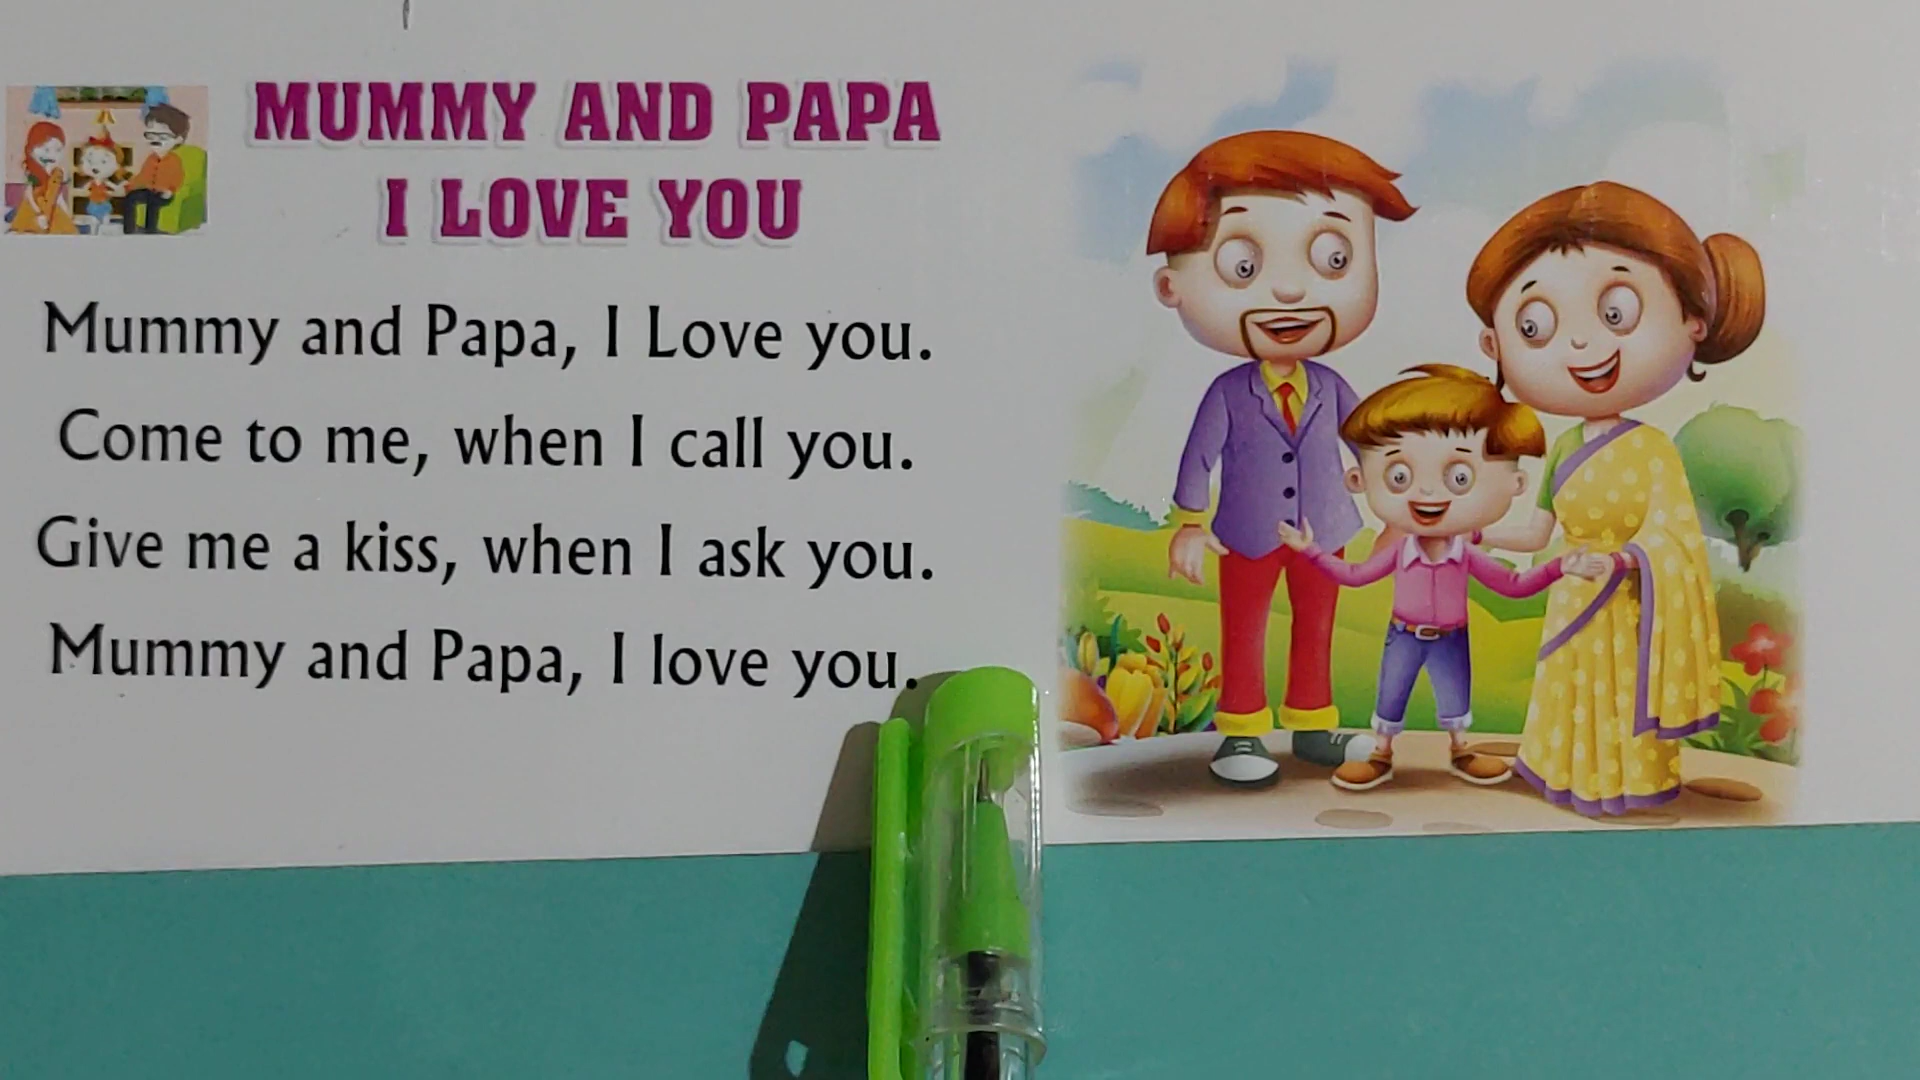 MUMMY AND PAPA
I LOVE YOU
Mummy and Papa, I Love you.
Come to me, when I call you.
Give me a kiss, when I ask you.
Mummy and Papa, I love you.